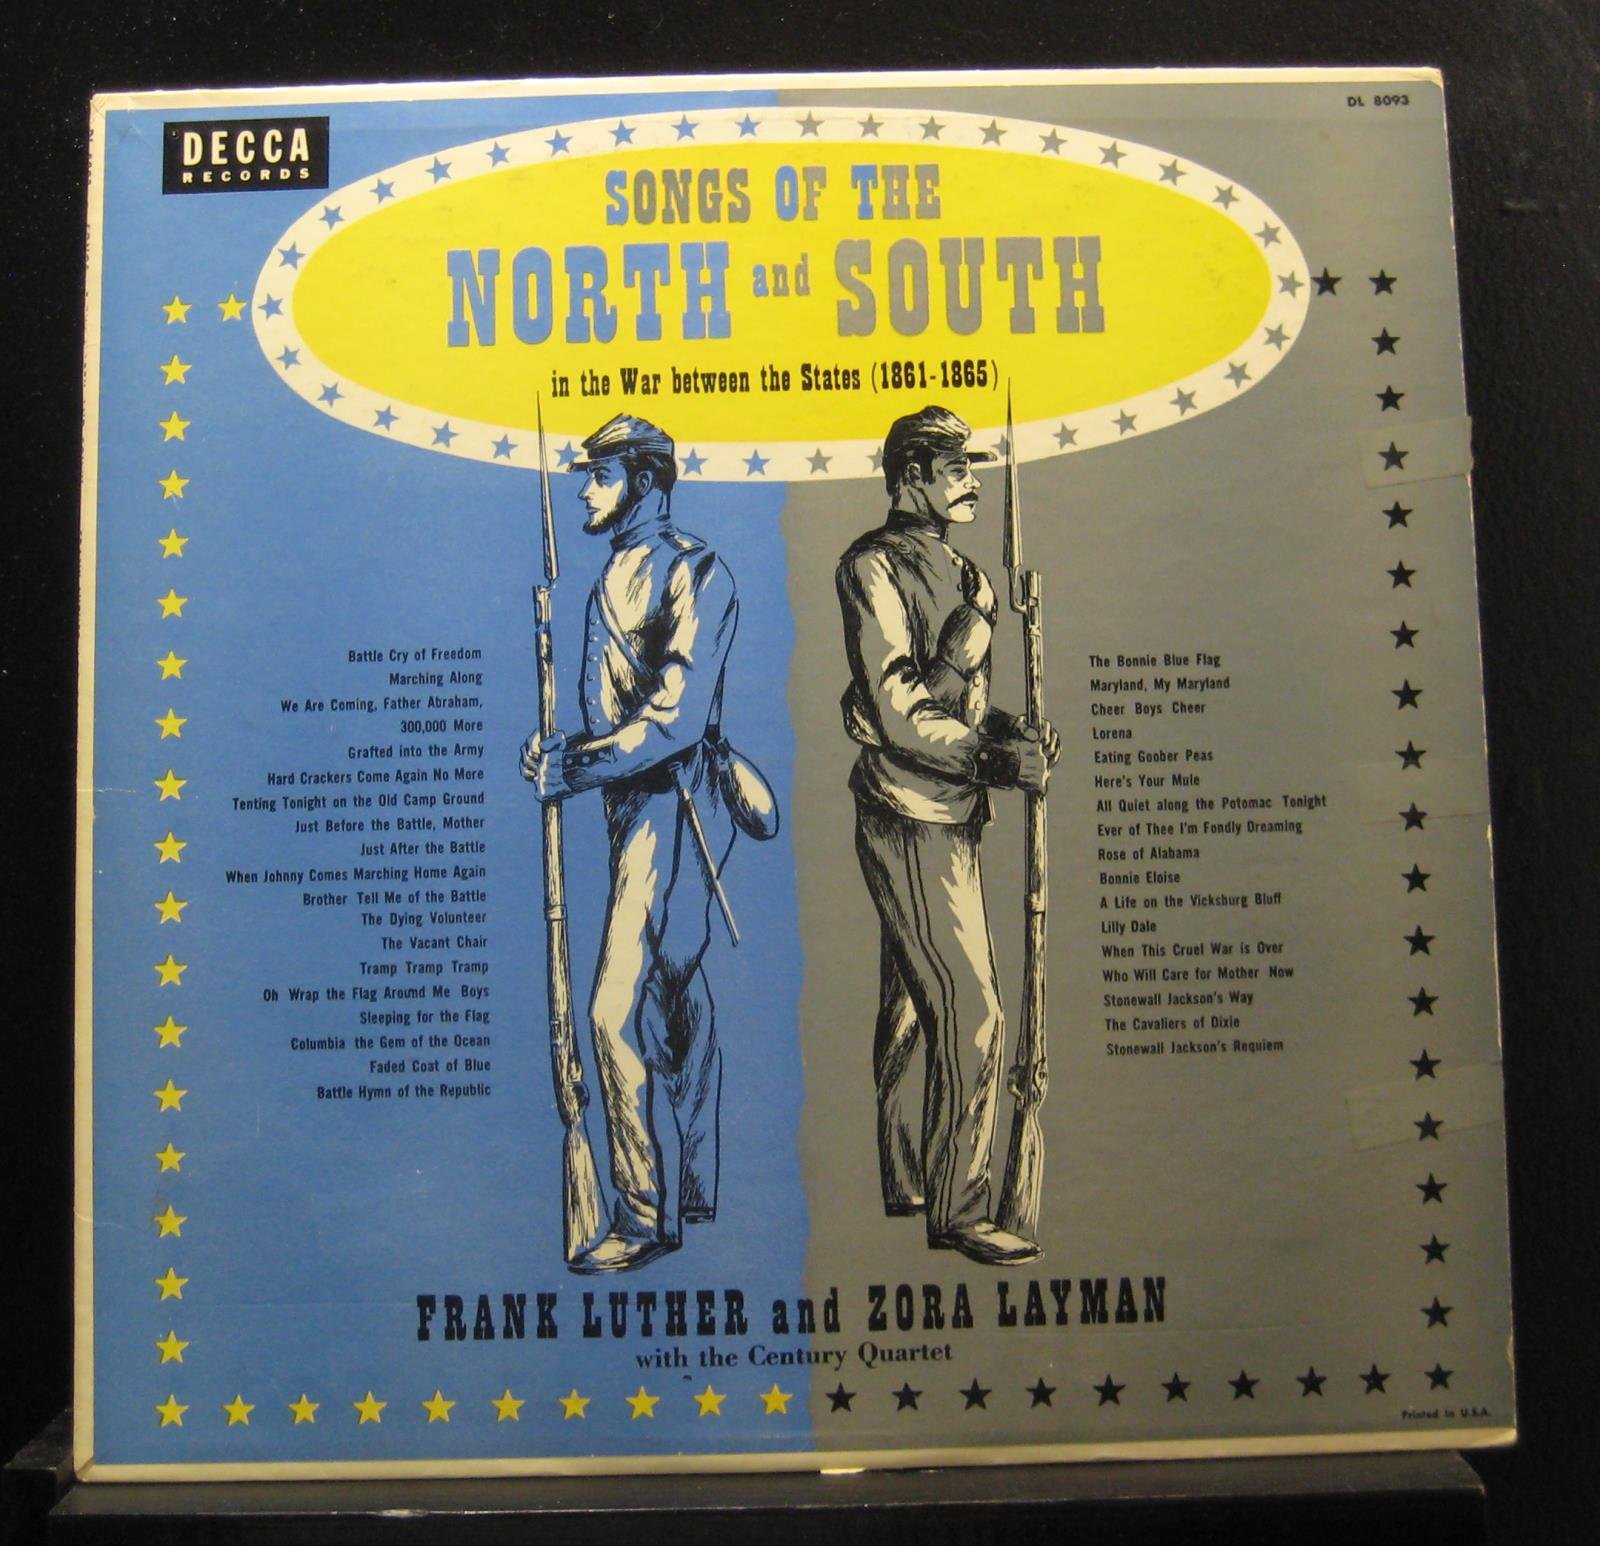 DECCA
RECORDS
DL 8093
SONGS OF THE
NORTH and SOUTH
in the War between the States (1861-1865)
Battle Cry of Freedom
Marching Along
We Are Coming, Father Abraham,
300,000 More
Grafted into the Army
Hard Crackers Come Again No More
Tenting Tonight on the Old Camp Ground
Just Before the Battle, Mother
Just After the Battle
When Johnny Comes Marching Home Again
Brother Tell Me of the Battle
The Dying Volunteer
The Vacant Chair
Tramp Tramp Tramp
Oh Wrap the Flag Around Me Boys
Sleeping for the Flag
Columbia the Gem of the Ocean
Faded Coat of Blue
Battle Hymn of the Republic
The Bonnie Blue Flag
Maryland, My Maryland
Cheer Boys Cheer
Lorena
Eating Goober Peas
Here's Your Mule
All Quiet along the Potomac Tonight
Ever of Thee I'm Fondly Dreaming
Rose of Alabama
Bonnie Eloise
A Life on the Vicksburg Bluff
Lilly Dale
When This Cruel War is Over
Who Will Care for Mother Now
Stonewall Jackson's Way
The Cavaliers of Dixie
Stonewall Jackson's Requiem
FRANK LUTHER and ZORA LAYMAN
with the Century Quartet
Printed in U.S.A.